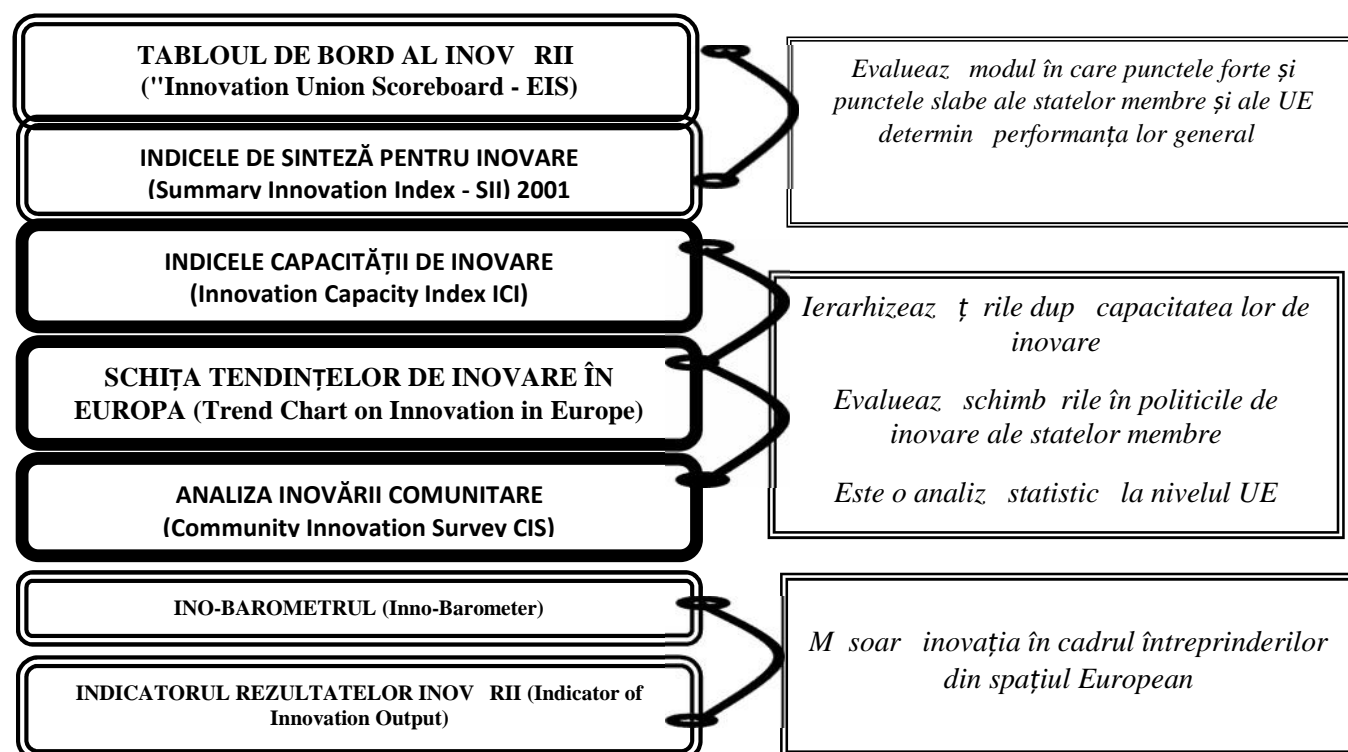 TABLOUL DE BORD AL INOV RII
("Innovation Union Scoreboard - EIS)
Evalueaz modul în care punctele forte și
punctele slabe ale statelor membre și ale UE
determin performanța lor general
INDICELE DE SINTEZĂ PENTRU INOVARE
(Summary Innovation Index - SII) 2001
INDICELE CAPACITĂȚII DE INOVARE
(Innovation Capacity Index ICI)
SCHIȚA TENDINȚELOR DE INOVARE ÎN
EUROPA (Trend Chart on Innovation in Europe)
ANALIZA INOVĂRII COMUNITARE
(Community Innovation Survey CIS)
Ierarhizeaz ț rile dup capacitatea lor de
inovare
Evalueaz schimb rile în politicile de
inovare ale statelor membre
Este o analiz statistic la nivelul UE
INO-BAROMETRUL (Inno-Barometer)
INDICATORUL REZULTATELOR INOV RII (Indicator of
Innovation Output)
M soar inovația în cadrul întreprinderilor
din spațiul European